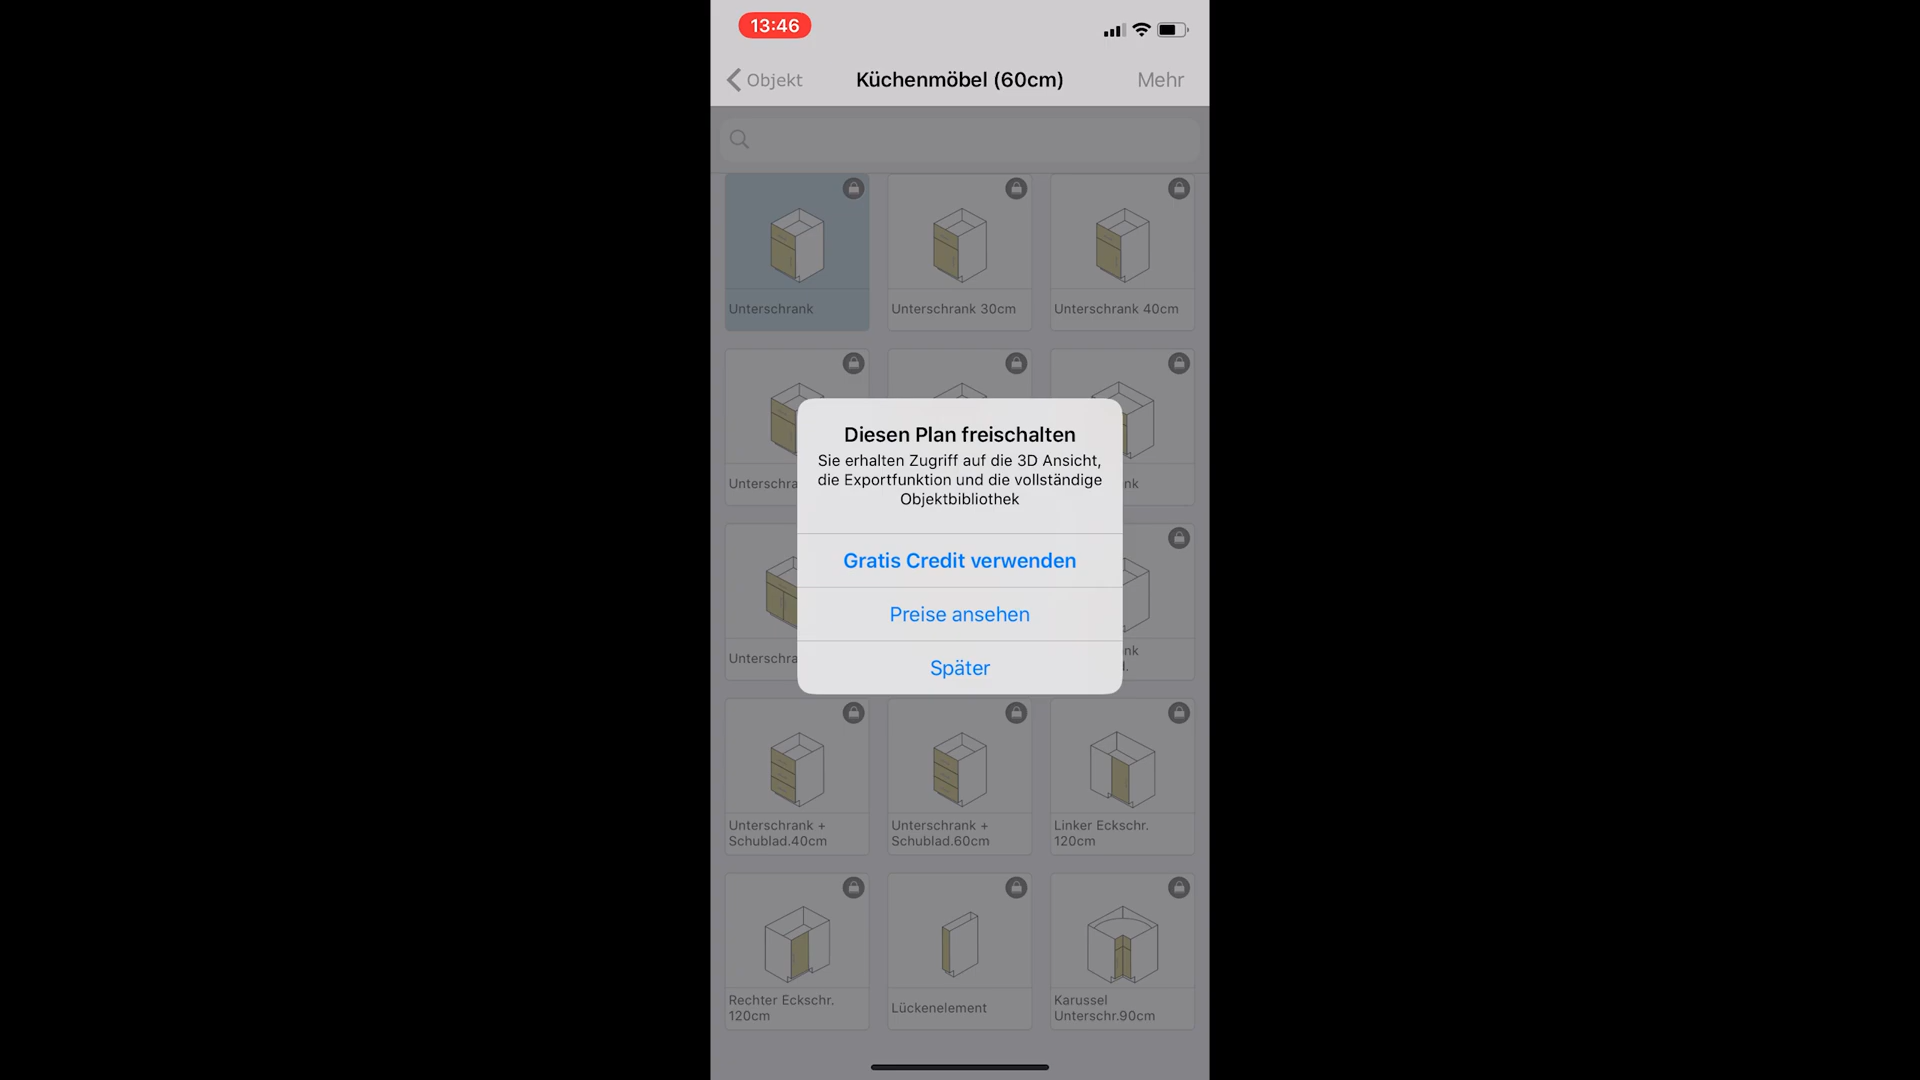 13:46
Objekt
Küchenmöbel (60cm)
Mehr
Unterschrank
Unterschrank 30cm
Unterschrank 40cm
Diesen Plan freischalten
Sie erhalten Zugriff auf die 3D Ansicht,
die Exportfunktion und die vollständige
Objektbibliothek
Gratis Credit verwenden
Preise ansehen
Später
Unterschrank +
Schublad.40cm
Unterschrank +
Schublad.60cm
Linker Eckschr.
120cm
Rechter Eckschr.
120cm
Lückenelement
Karussel
Unterschr.90cm